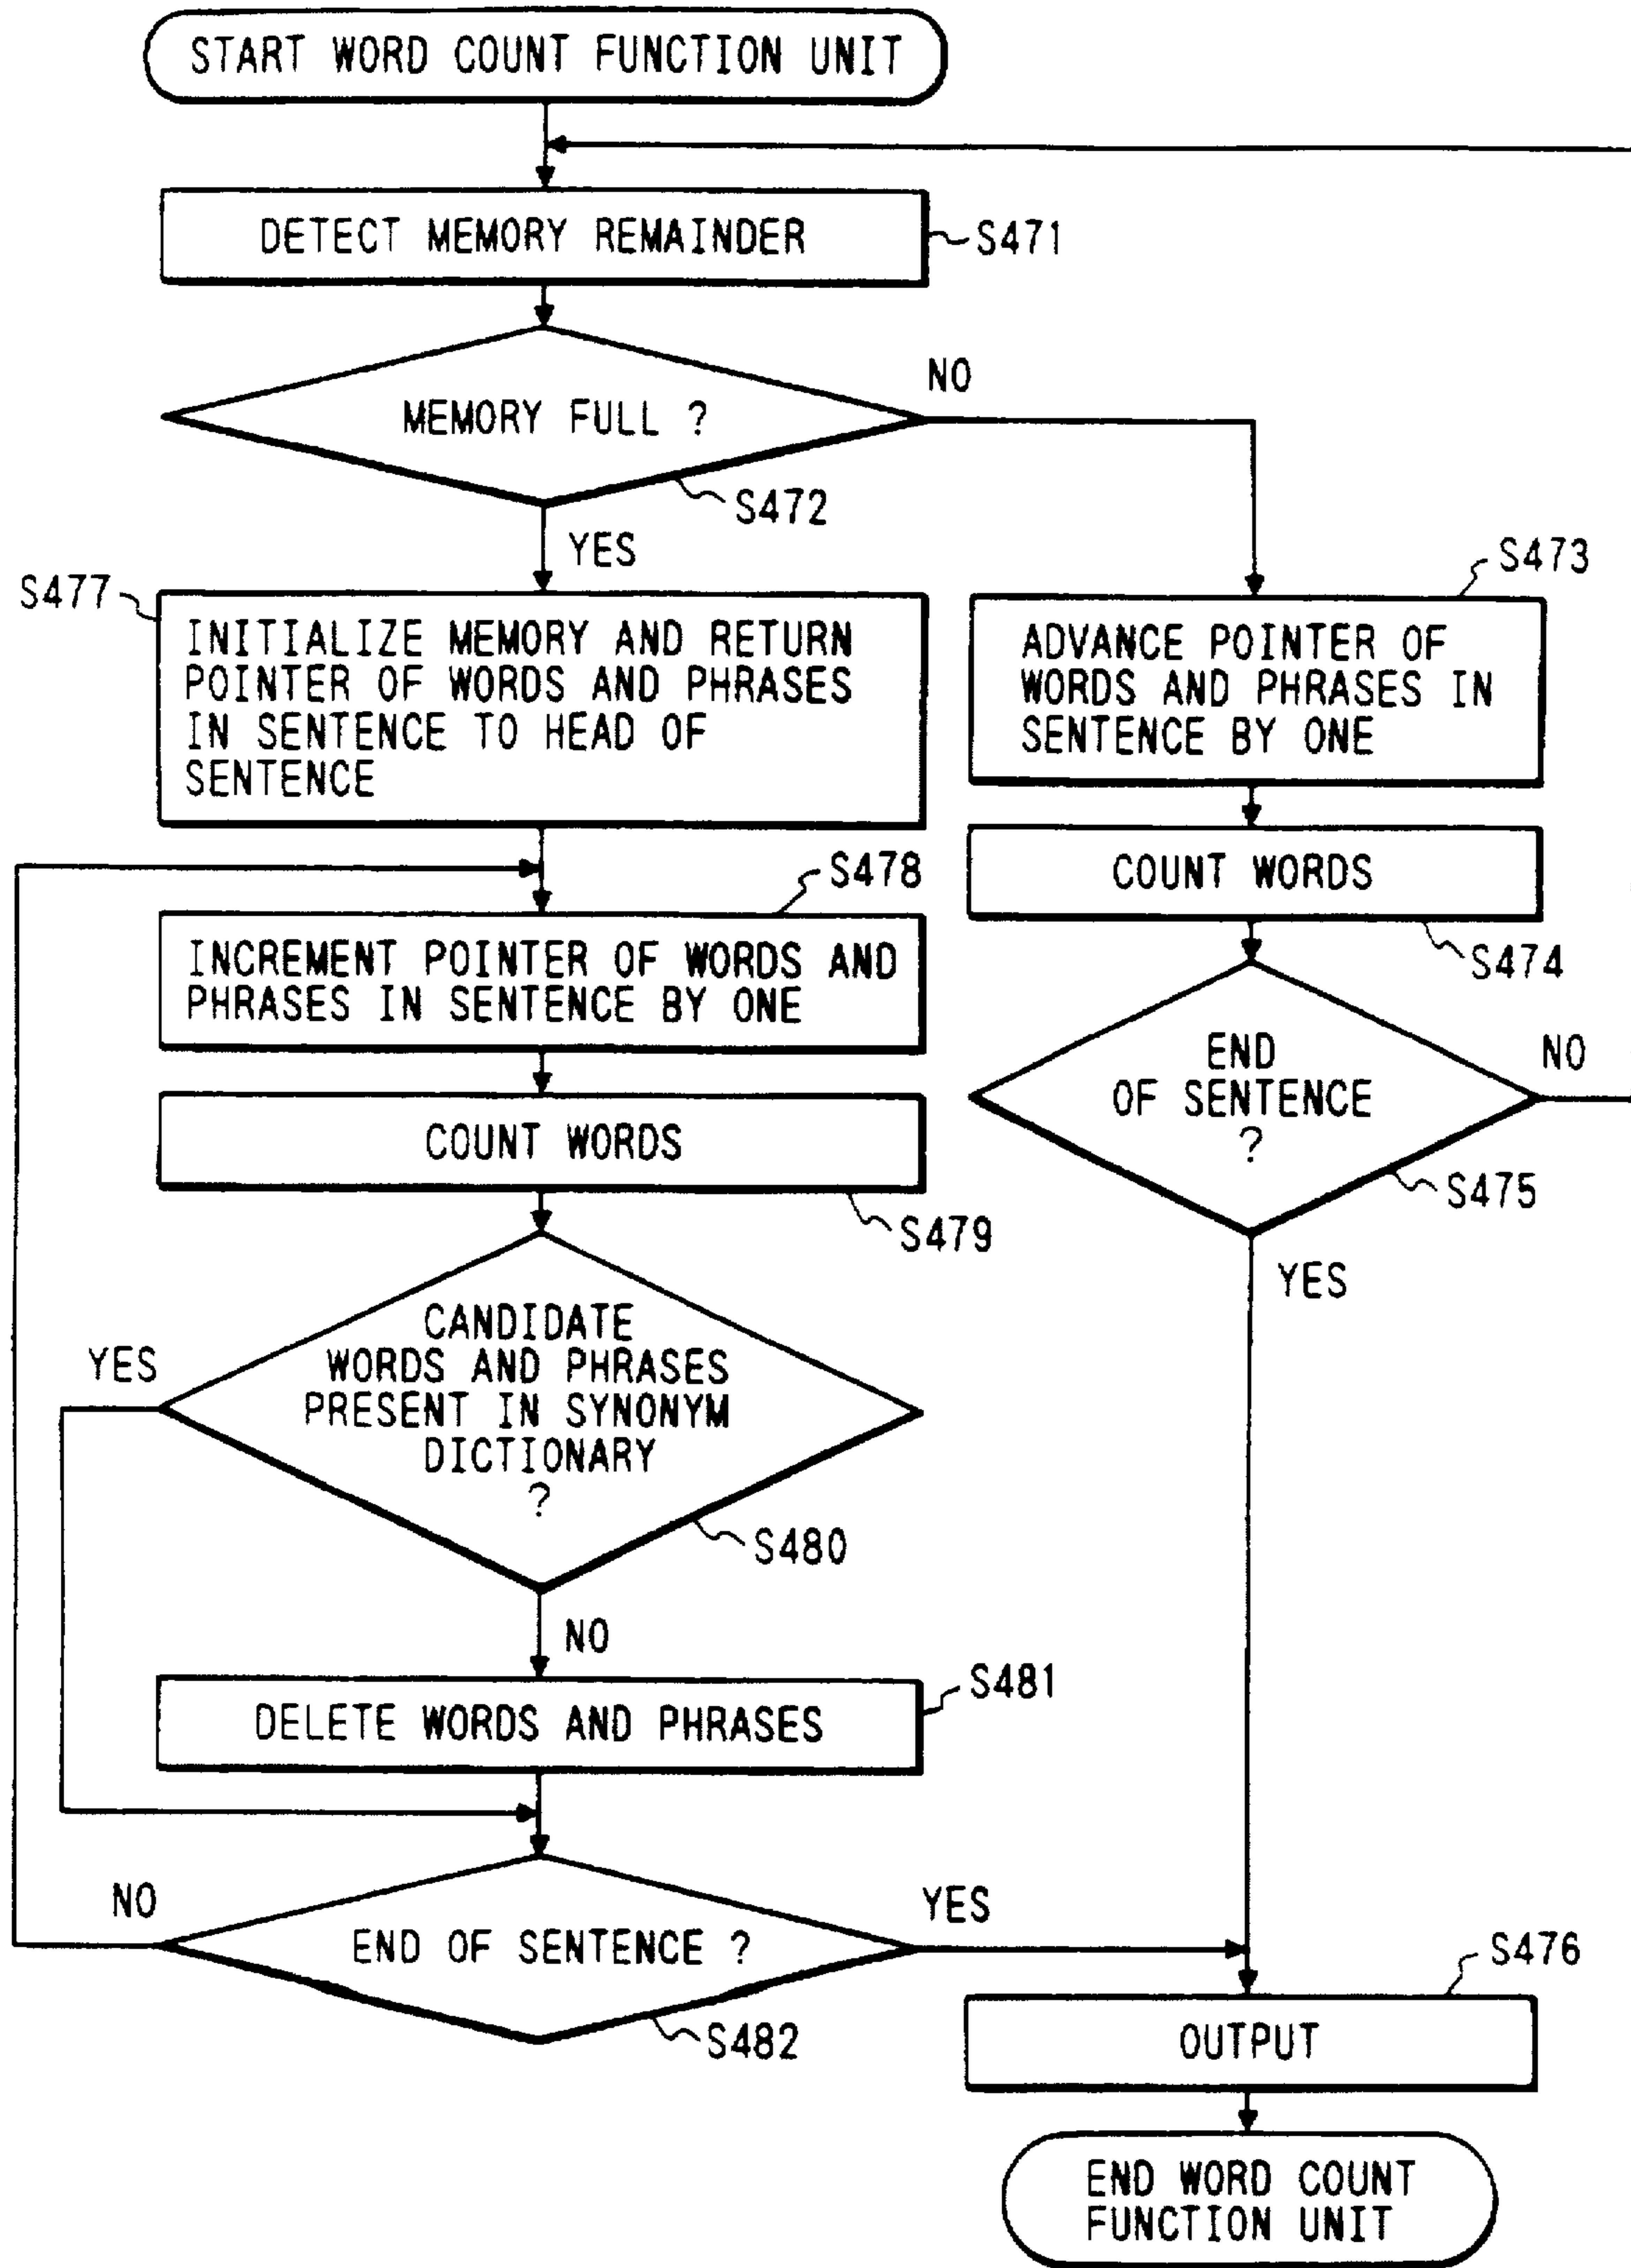 START WORD COUNT FUNCTION UNIT
DETECT MEMORY REMAINDER
S471
MEMORY FULL ?
NO
S472
YES
S477
INITIALIZE MEMORY AND RETURN
POINTER OF WORDS AND PHRASES
IN SENTENCE TO HEAD OF
SENTENCE
S473
ADVANCE POINTER OF
WORDS AND PHRASES IN
SENTENCE BY ONE
COUNT WORDS
S474
S478
INCREMENT POINTER OF WORDS AND
PHRASES IN SENTENCE BY ONE
END
OF SENTENCE
?
NO
S475
YES
COUNT WORDS
S479
CANDIDATE
WORDS AND PHRASES
PRESENT IN SYNONYM
DICTIONARY
?
YES
S480
NO
S481
DELETE WORDS AND PHRASES
NO
END OF SENTENCE ?
YES
S482
S476
OUTPUT
END WORD COUNT
FUNCTION UNIT